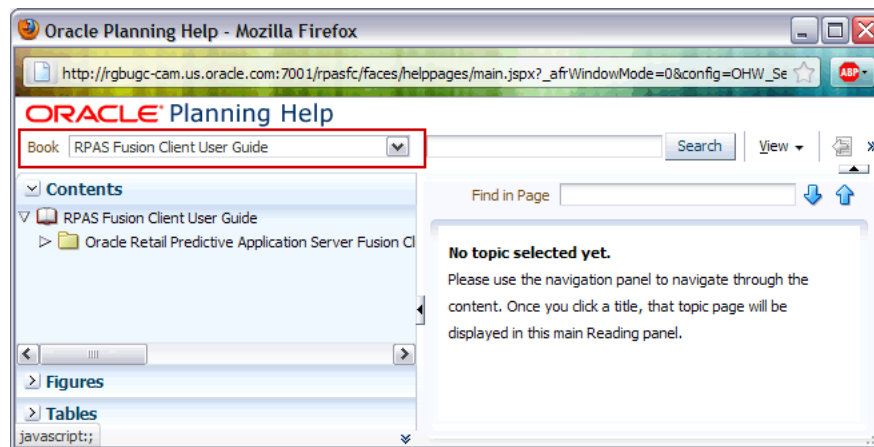 Oracle Planning Help - Mozilla Firefox
http://rgbugc-cam.us.oracle.com:7001/rpasfc/faces/helppages/main.jspx?_afrWindowMode=0&config=OHW_Se
ABP
ORACLE® Planning Help
Book RPAS Fusion Client User Guide Search View
Contents
RPAS Fusion Client User Guide
Oracle Retail Predictive Application Server Fusion Cl
Figures
Tables
javascript:;
Find in Page
No topic selected yet.
Please use the navigation panel to navigate through the
content. Once you click a title, that topic page will be
displayed in this main Reading panel.